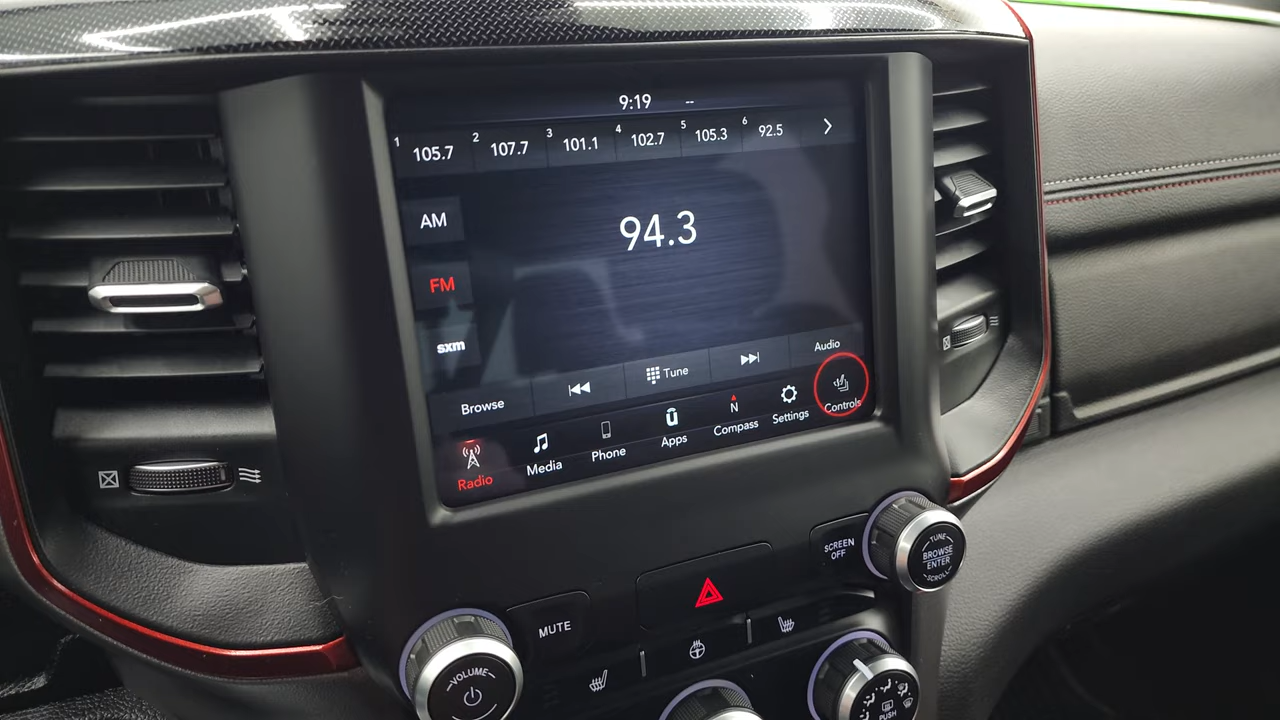 9:19 --
1 105.7 2 107.7 3 101.1 4 102.7 5 105.3 6 92.5
AM
94.3
FM
sxm
Browse Tune Audio
Radio Media Phone Apps N Compass Settings Controls
SCREEN
OFF
TUNE
BROWSE
ENTER
SCROLL
MUTE
VOLUME
PUSH